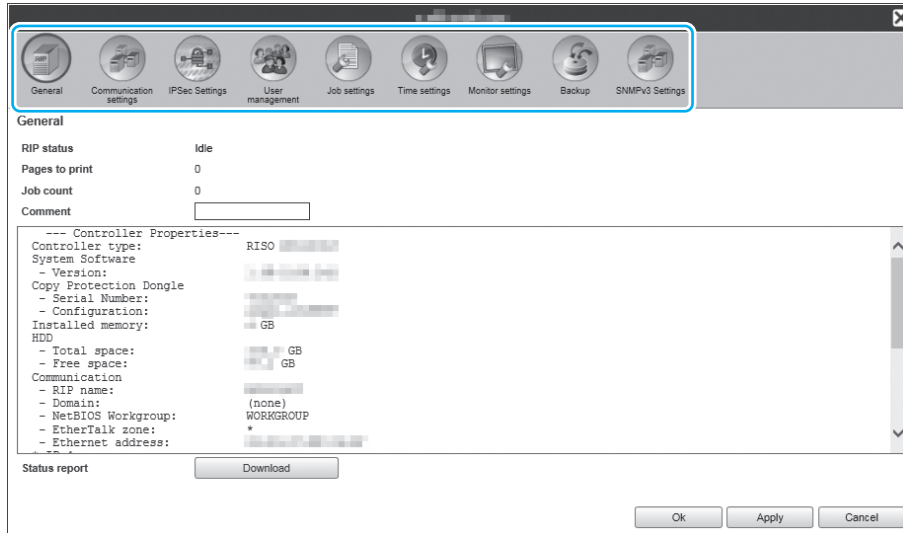 General
Communication settings
IPSec Settings
User management
Job settings
Time settings
Monitor settings
Backup
SNMPv3 Settings
General
RIP status Idle
Pages to print 0
Job count 0
Comment
--- Controller Properties---
Controller type: RISO
System Software
- Version:
Copy Protection Dongle
- Serial Number:
- Configuration:
Installed memory: GB
HDD
- Total space: GB
- Free space: GB
Communication
- RIP name:
- Domain: (none)
- NetBIOS Workgroup: WORKGROUP
- EtherTalk zone: *
- Ethernet address:
Status report Download
Ok Apply Cancel